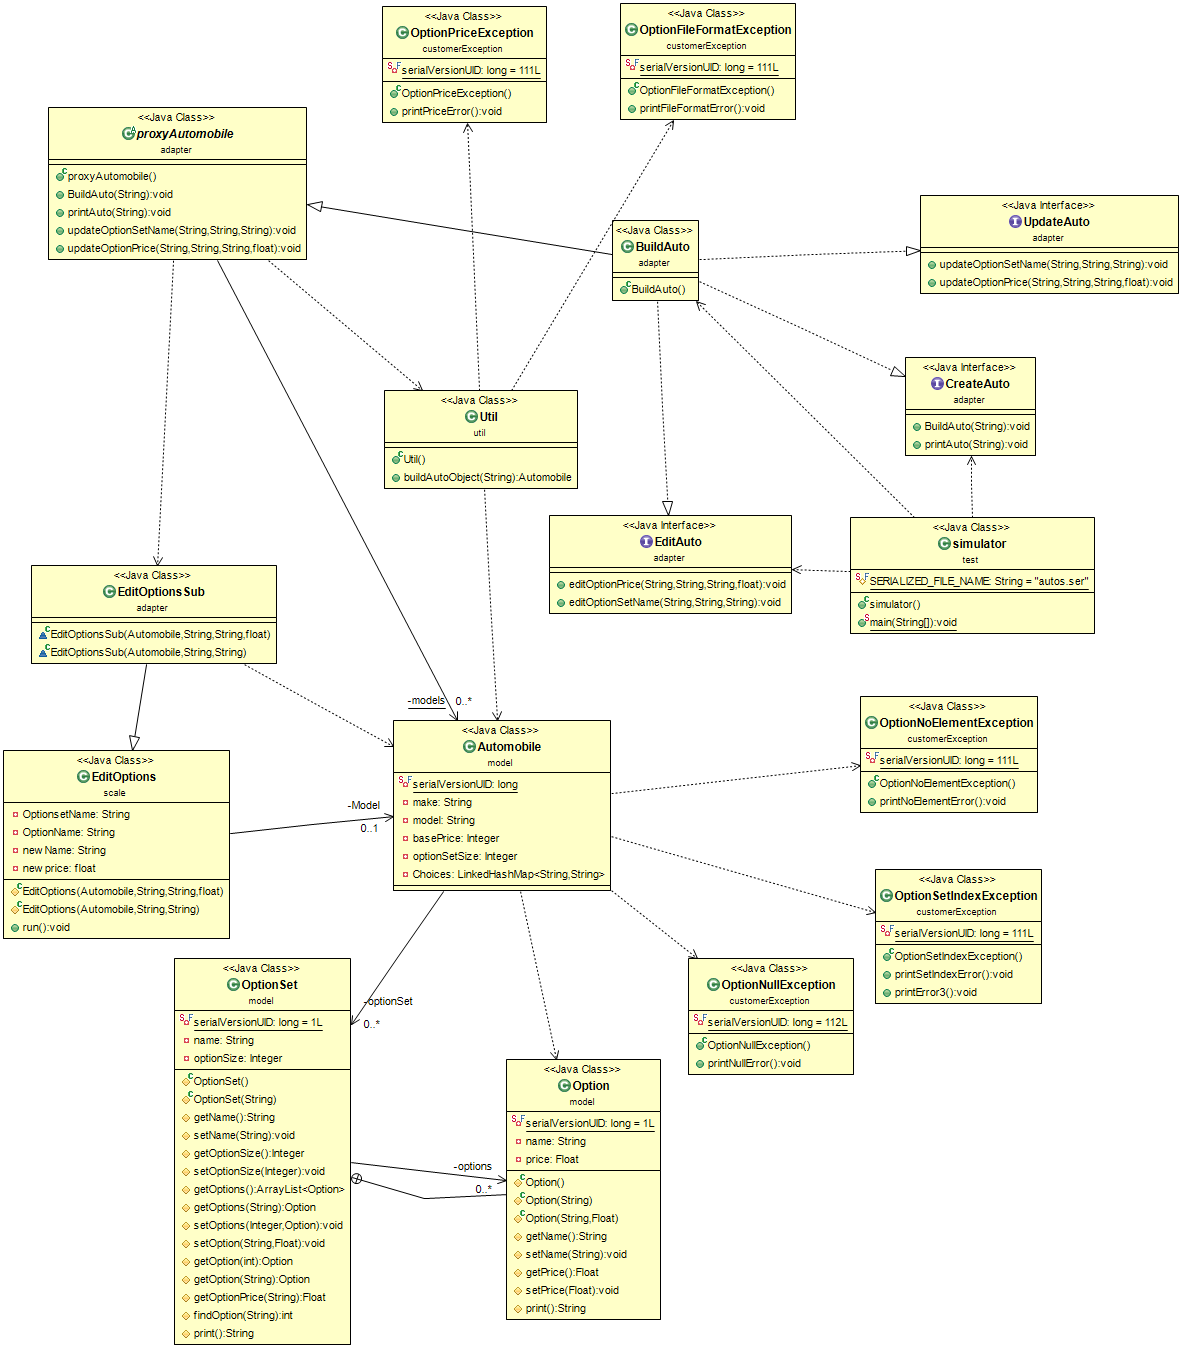 <<Java Class>>
OptionPriceException
customerException
serialVersionUID: long = 111L
OptionPriceException()
printPriceError():void
<<Java Class>>
OptionFileFormatException
customerException
serialVersionUID: long = 111L
OptionFileFormatException()
printFileFormatError():void
<<Java Class>>
proxyAutomobile
adapter
proxyAutomobile()
BuildAuto(String):void
printAuto(String):void
updateOptionSetName(String,String,String):void
updateOptionPrice(String,String,String,float):void
<<Java Class>>
BuildAuto
adapter
BuildAuto()
<<Java Interface>>
UpdateAuto
adapter
updateOptionSetName(String,String,String):void
updateOptionPrice(String,String,String,float):void
<<Java Interface>>
CreateAuto
adapter
BuildAuto(String):void
printAuto(String):void
<<Java Class>>
Util
util
Util()
buildAutoObject(String):Automobile
<<Java Interface>>
EditAuto
adapter
editOptionPrice(String,String,String,float):void
editOptionSetName(String,String,String):void
<<Java Class>>
simulator
test
SERIALIZED_FILE_NAME: String = "autos.ser"
simulator()
main(String[]):void
<<Java Class>>
EditOptionsSub
adapter
EditOptionsSub(Automobile,String,String,float)
EditOptionsSub(Automobile,String,String)
-models 0..*
<<Java Class>>
Automobile
model
serialVersionUID: long
make: String
model: String
basePrice: Integer
optionSetSize: Integer
Choices: LinkedHashMap<String,String>
<<Java Class>>
OptionNoElementException
customerException
serialVersionUID: long = 111L
OptionNoElementException()
printNoElementError():void
<<Java Class>>
EditOptions
scale
OptionsetName: String
OptionName: String
new Name: String
new price: float
EditOptions(Automobile,String,String,float)
EditOptions(Automobile,String,String)
run():void
-Model
0..1
<<Java Class>>
OptionSetIndexException
customerException
serialVersionUID: long = 111L
OptionSetIndexException()
printSetIndexError():void
printError3():void
<<Java Class>>
OptionNullException
customerException
serialVersionUID: long = 112L
OptionNullException()
printNullError():void
-optionSet
0..*
<<Java Class>>
OptionSet
model
serialVersionUID: long = 1L
name: String
optionSize: Integer
OptionSet()
OptionSet(String)
getName():String
setName(String):void
getOptionSize():Integer
setOptionSize(Integer):void
getOptions():ArrayList<Option>
getOptions(String):Option
setOptions(Integer,Option):void
setOption(String,Float):void
getOption(int):Option
getOption(String):Option
getOptionPrice(String):Float
findOption(String):int
print():String
-options
0..*
<<Java Class>>
Option
model
serialVersionUID: long = 1L
name: String
price: Float
Option()
Option(String)
Option(String,Float)
getName():String
setName(String):void
getPrice():Float
setPrice(Float):void
print():String